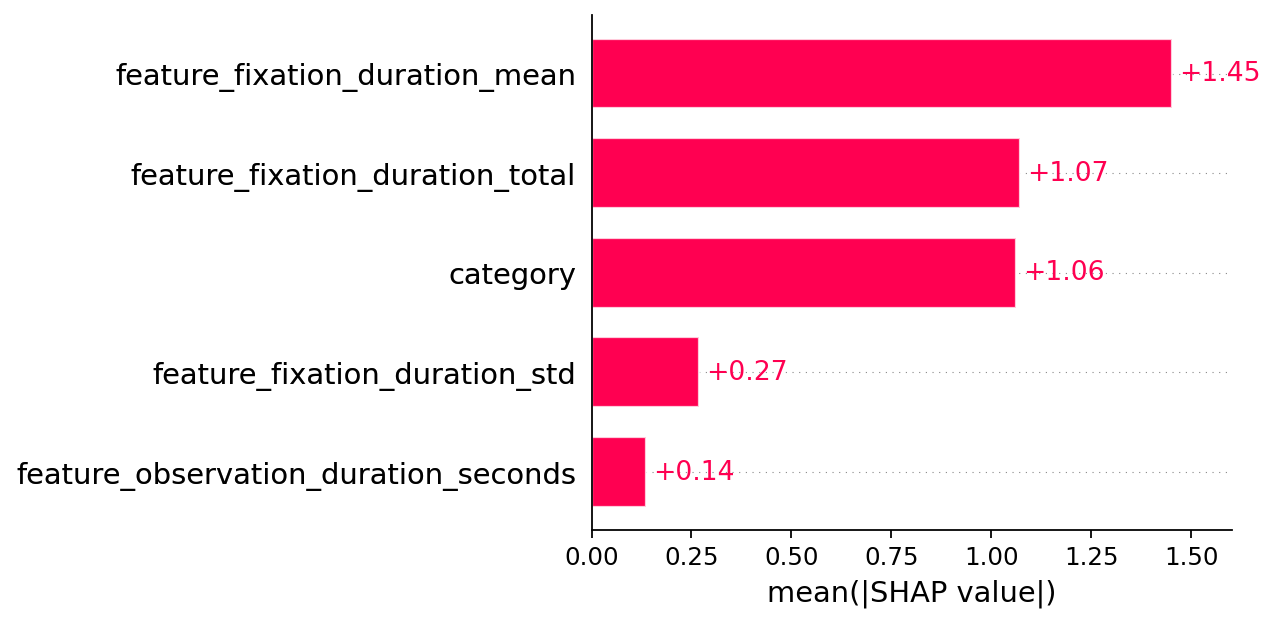 feature_fixation_duration_mean +1.45
feature_fixation_duration_total +1.07
category +1.06
feature_fixation_duration_std +0.27
feature_observation_duration_seconds +0.14
0.00 0.25 0.50 0.75 1.00 1.25 1.50
mean(|SHAP value|)